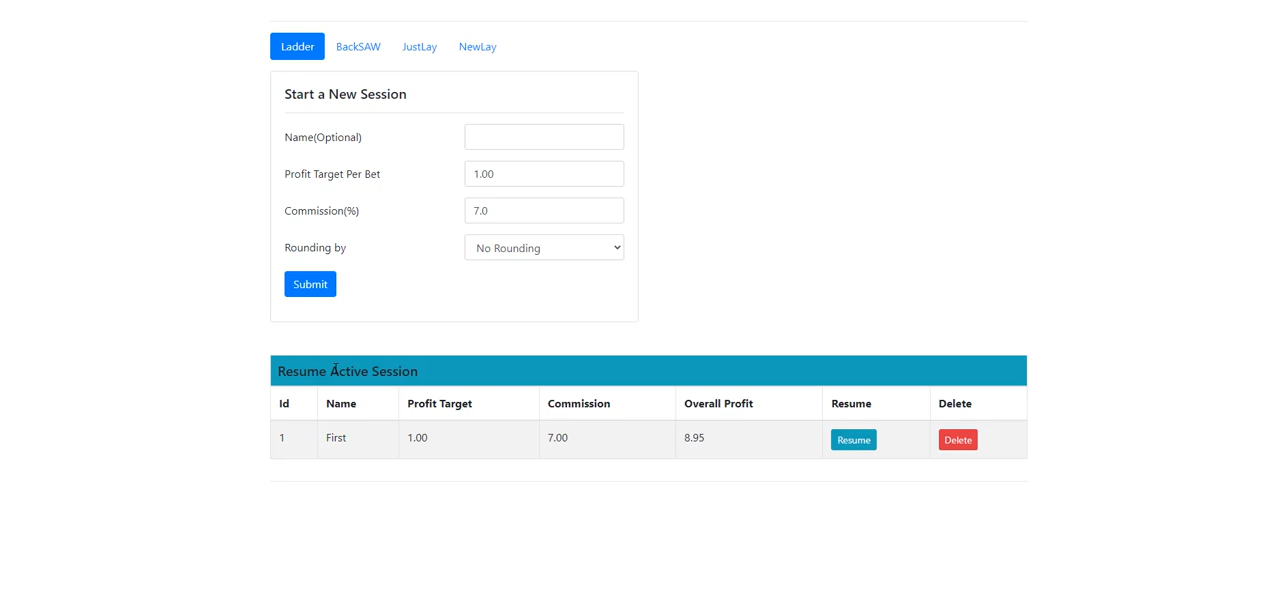 Ladder BackSAW JustLay NewLay
Start a New Session
Name(Optional)
Profit Target Per Bet 1.00
Commission(%) 7.0
Rounding by No Rounding
Submit
Resume Active Session
Id Name Profit Target Commission Overall Profit Resume Delete
1 First 1.00 7.00 8.95 Resume Delete